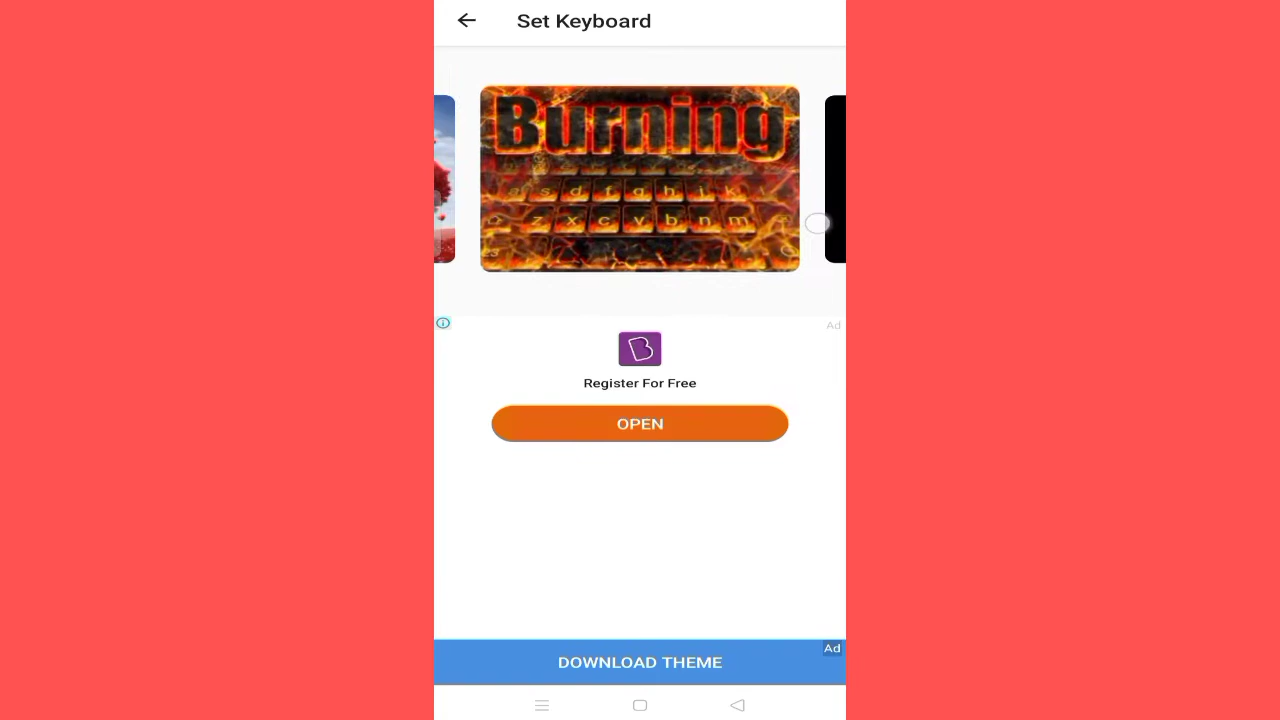 Set Keyboard
Burning
a s d f g h j k l
z x c v b n m
Ad
B
Register For Free
OPEN
Ad
DOWNLOAD THEME